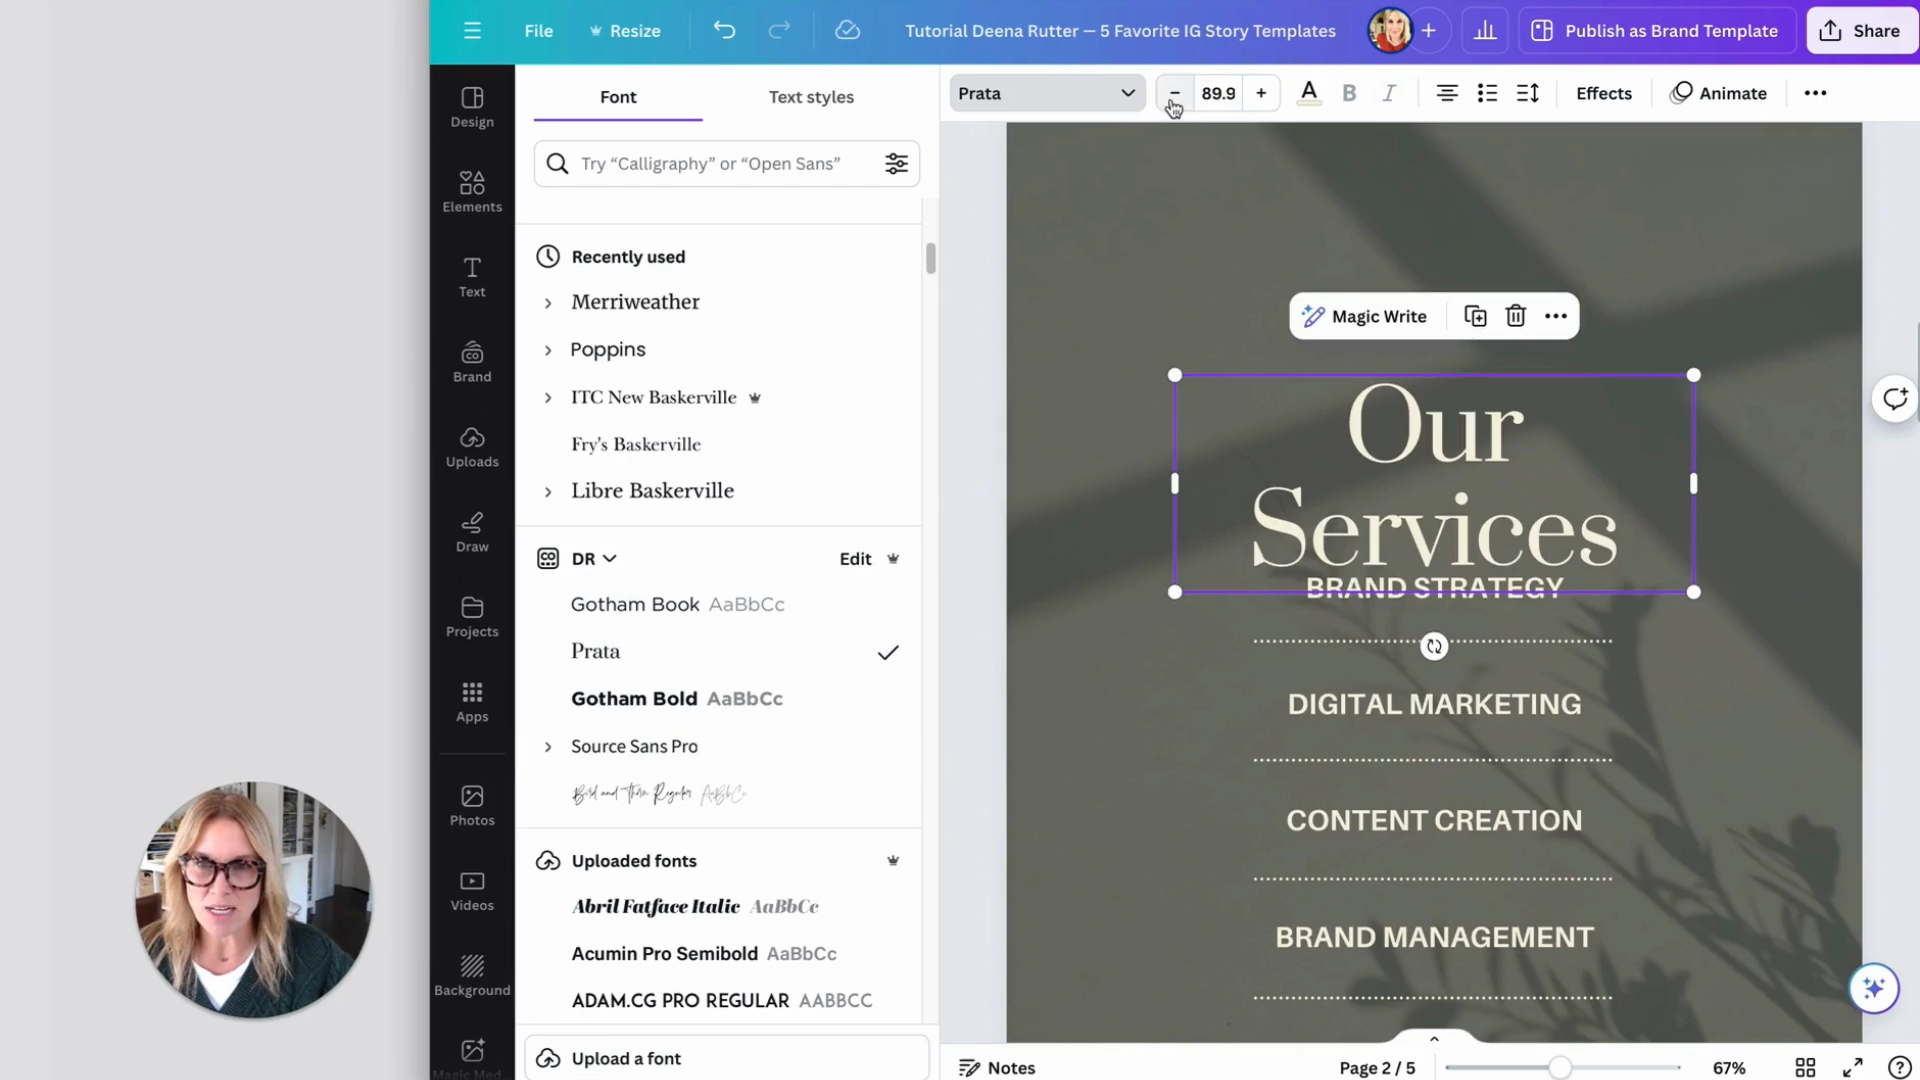 File
Resize
Tutorial Deena Rutter — 5 Favorite IG Story Templates
Publish as Brand Template
Share
Design
Elements
Text
Brand
Uploads
Draw
Projects
Apps
Photos
Videos
Background
Font
Text styles
Try “Calligraphy” or “Open Sans”
Recently used
Merriweather
Poppins
ITC New Baskerville
Fry's Baskerville
Libre Baskerville
DR
Edit
Gotham Book AaBbCc
Prata
Gotham Bold AaBbCc
Source Sans Pro
Bird and Thorn Regular AaBbCc
Uploaded fonts
Abril Fatface Italic AaBbCc
Acumin Pro Semibold AaBbCc
ADAM.CG PRO REGULAR AABBCC
Upload a font
Prata
- 89.9 +
A B I
Effects
Animate
Magic Write
Our
Services
BRAND STRATEGY
DIGITAL MARKETING
CONTENT CREATION
BRAND MANAGEMENT
Notes
Page 2 / 5
67%